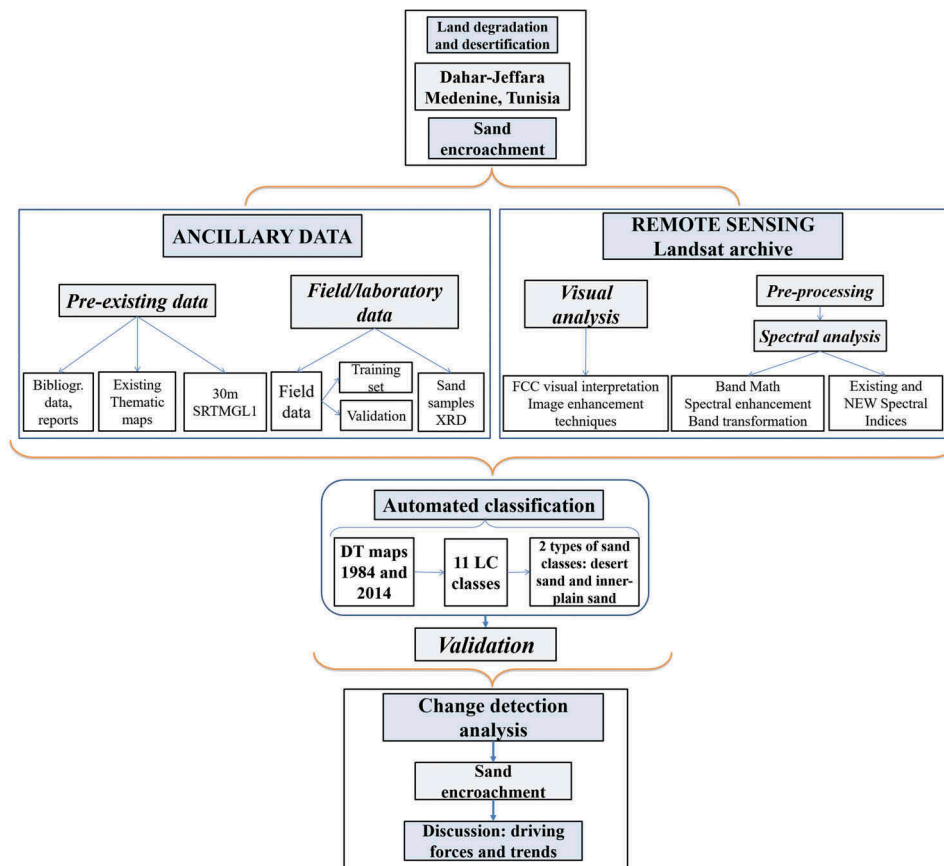 Land degradation
and desertification
Dahar-Jeffara
Medenine, Tunisia
Sand
encroachment
ANCILLARY DATA
Pre-existing data
Field/laboratory
data
Bibliogr.
data,
reports
Existing
Thematic
maps
30m
SRTMGL1
Field
data
Training
set
Validation
Sand
samples
XRD
REMOTE SENSING
Landsat archive
Visual
analysis
Pre-processing
Spectral analysis
FCC visual interpretation
Image enhancement
techniques
Band Math
Spectral enhancement
Band transformation
Existing and
NEW Spectral
Indices
Automated classification
DT maps
1984 and
2014
11 LC
classes
2 types of sand
classes: desert
sand and inner-
plain sand
Validation
Change detection
analysis
Sand
encroachment
Discussion: driving
forces and trends